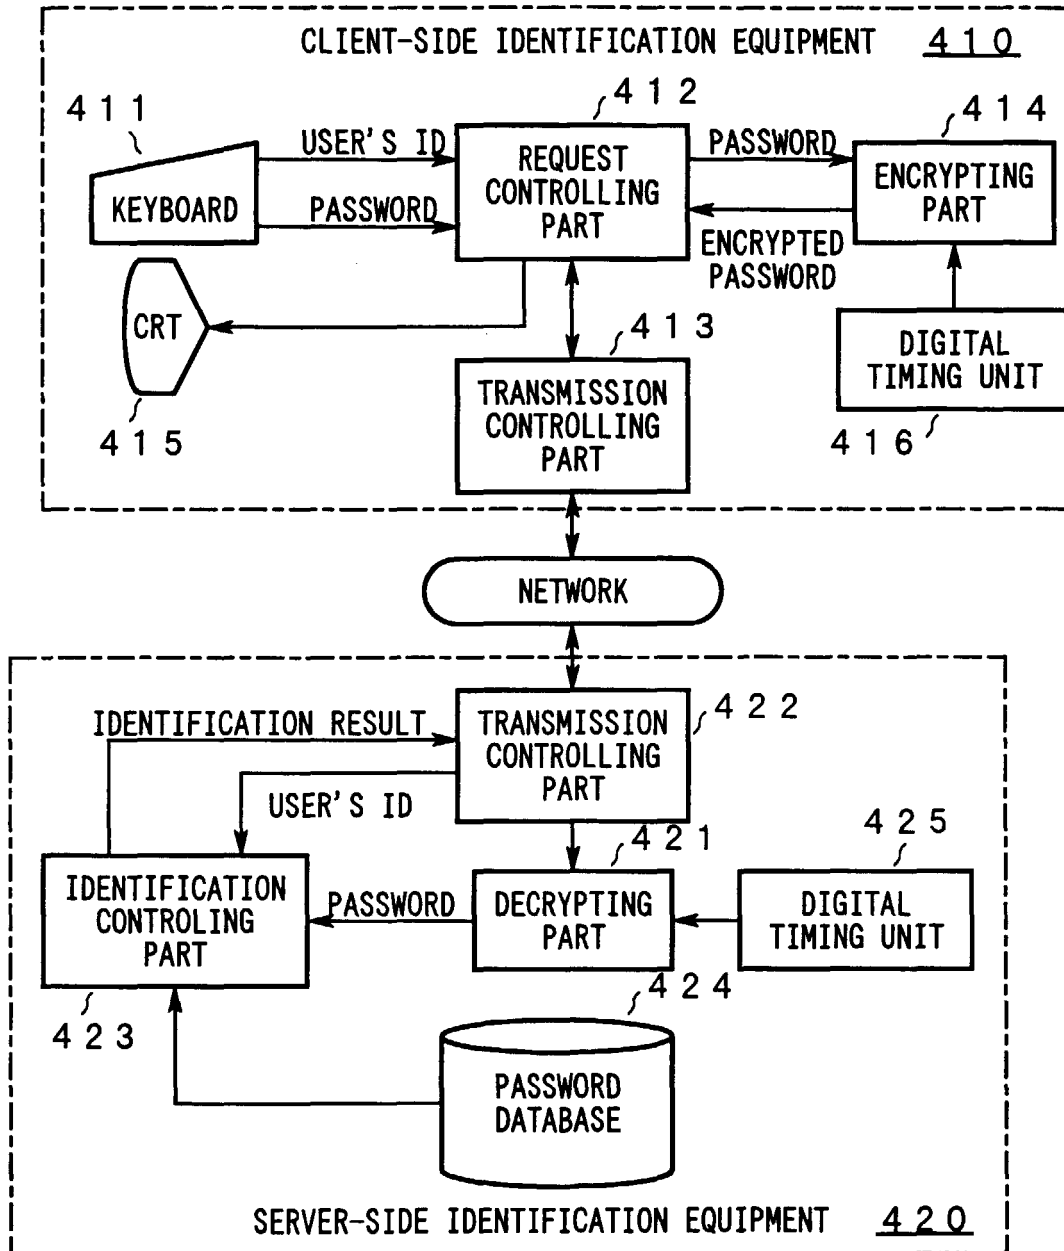 CLIENT-SIDE IDENTIFICATION EQUIPMENT 410
411
412
414
USER'S ID
PASSWORD
KEYBOARD
PASSWORD
REQUEST
CONTROLLING
PART
ENCRYPTING
PART
ENCRYPTED
PASSWORD
CRT
415
413
TRANSMISSION
CONTROLLING
PART
DIGITAL
TIMING UNIT
416
NETWORK
IDENTIFICATION RESULT
USER'S ID
TRANSMISSION
CONTROLLING
PART
422
421
425
IDENTIFICATION
CONTROLING
PART
423
PASSWORD
DECRYPTING
PART
DIGITAL
TIMING UNIT
424
PASSWORD
DATABASE
SERVER-SIDE IDENTIFICATION EQUIPMENT 420